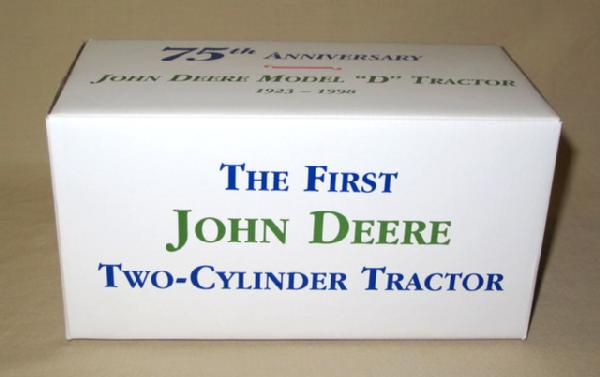 75th Anniversary
John Deere Model "D" Tractor
1923 – 1998
The First
John Deere
Two-Cylinder Tractor